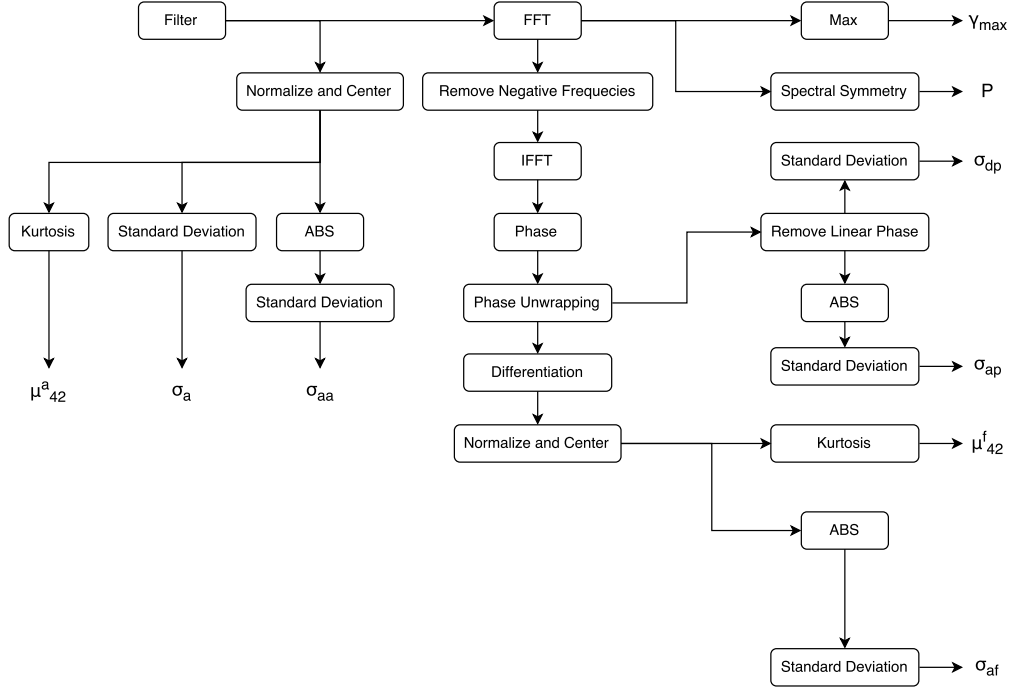 Filter
FFT
Max
γmax
Normalize and Center
Remove Negative Frequecies
Spectral Symmetry
P
IFFT
Standard Deviation
σdp
Kurtosis
Standard Deviation
ABS
Phase
Remove Linear Phase
Standard Deviation
Phase Unwrapping
ABS
μa42
σa
σaa
Differentiation
Standard Deviation
σap
Normalize and Center
Kurtosis
μf42
ABS
Standard Deviation
σaf